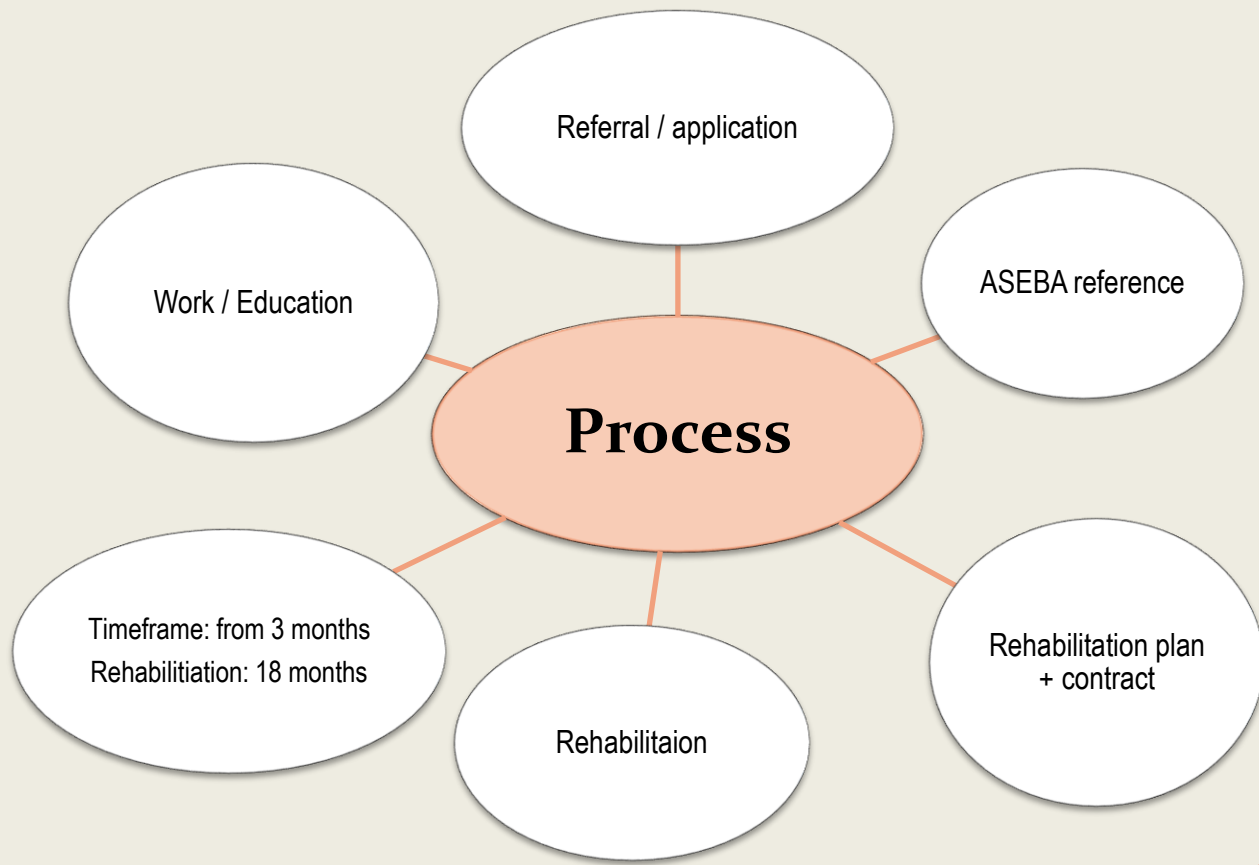 Referral / application
Work / Education
ASEBA reference
Process
Timeframe: from 3 months
Rehabilitiation: 18 months
Rehabilitaion
Rehabilitation plan
+ contract